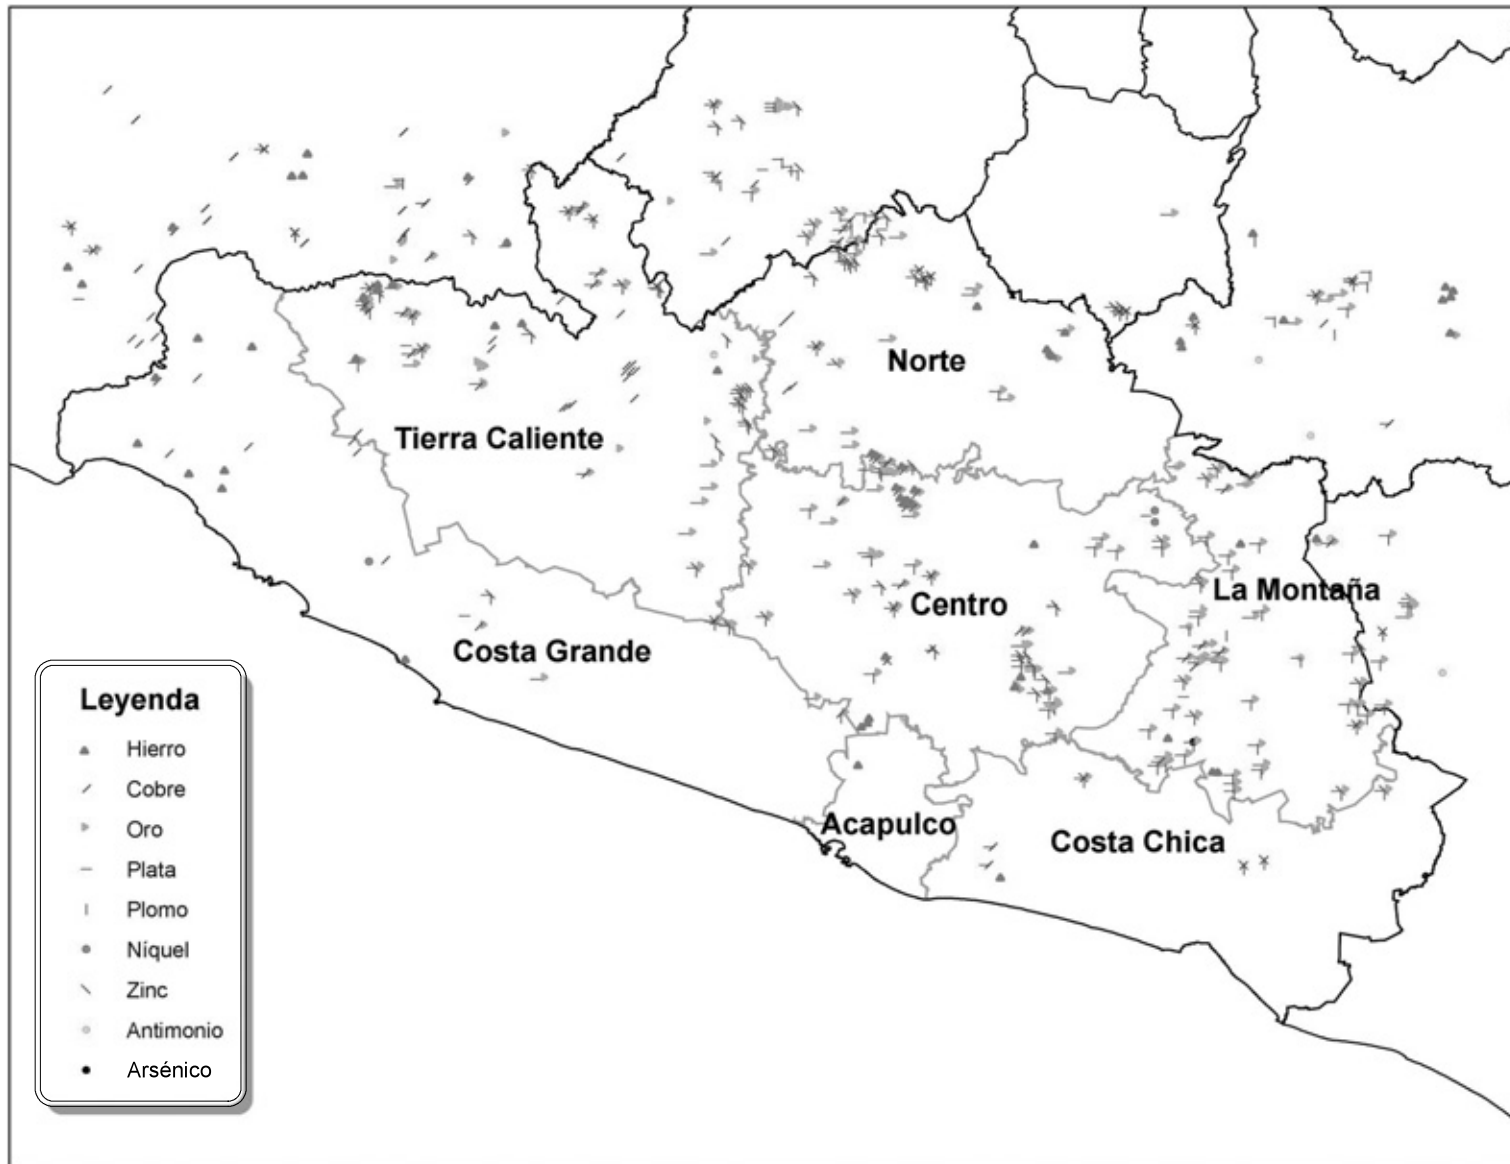 Norte
Tierra Caliente
La Montaña
Centro
Costa Grande
Acapulco
Costa Chica
Leyenda
Hierro
Cobre
Oro
Plata
Plomo
Níquel
Zinc
Antimonio
Arsénico